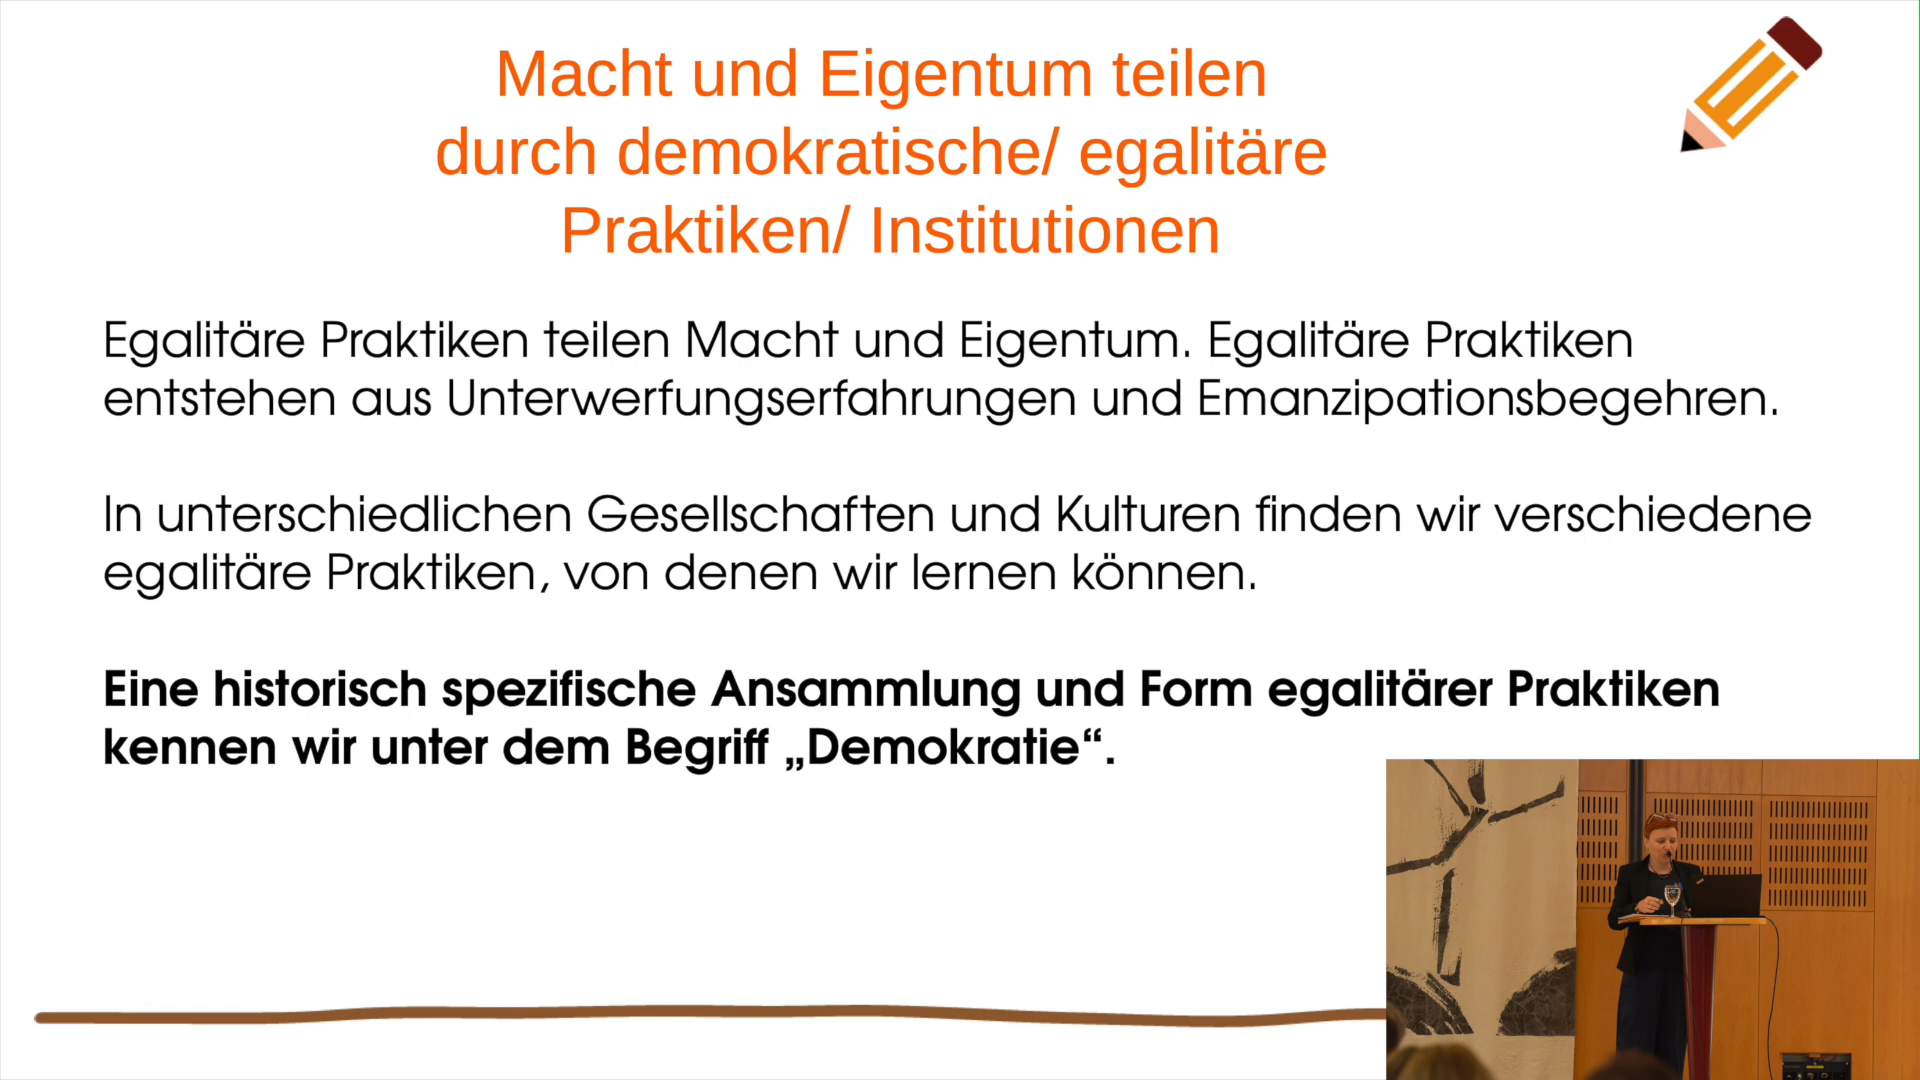 Macht und Eigentum teilen
durch demokratische/ egalitäre
Praktiken/ Institutionen
Egalitäre Praktiken teilen Macht und Eigentum. Egalitäre Praktiken
entstehen aus Unterwerfungserfahrungen und Emanzipationsbegehren.
In unterschiedlichen Gesellschaften und Kulturen finden wir verschiedene
egalitäre Praktiken, von denen wir lernen können.
Eine historisch spezifische Ansammlung und Form egalitärer Praktiken
kennen wir unter dem Begriff „Demokratie“.